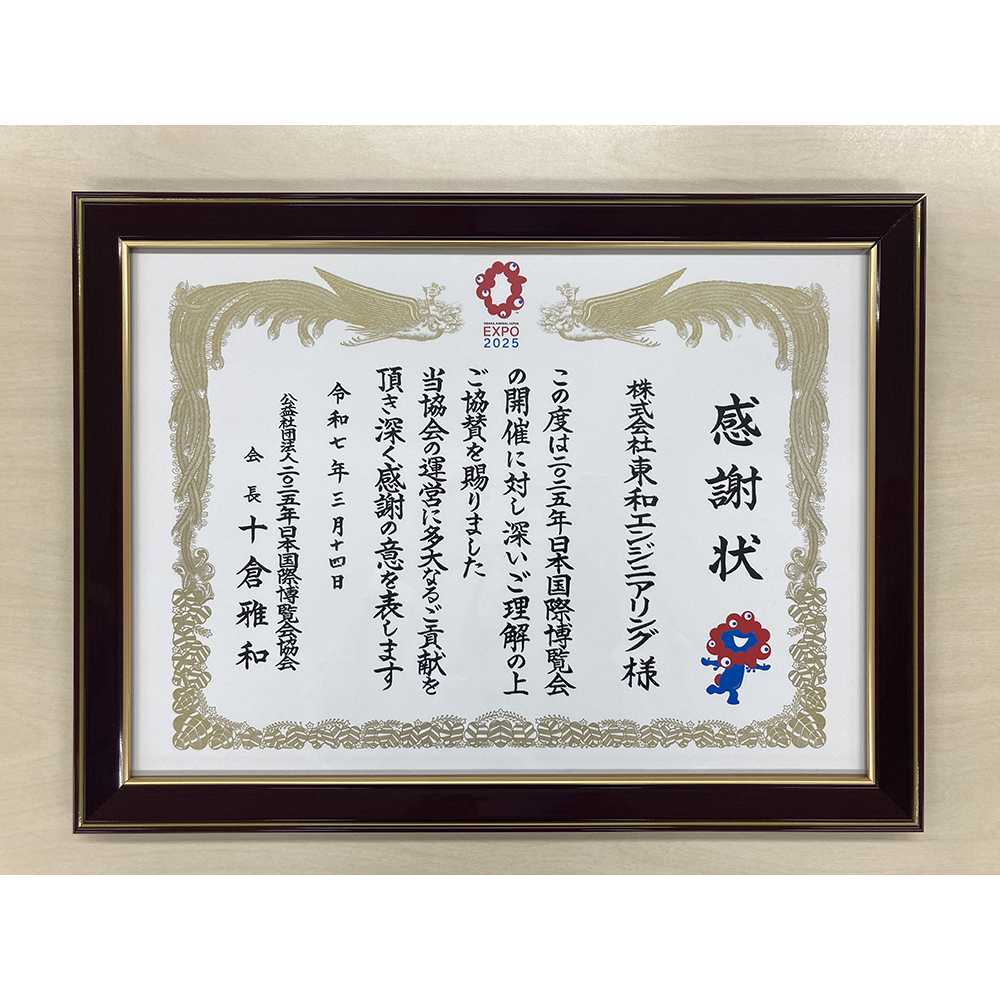 OSAKA, KANSAI, JAPAN
EXPO
2025
感謝状
株式会社東和エンジニアリング 様
この度は二〇二五年日本国際博覧会
の開催に対し深いご理解の上
ご協賛を賜りました
当協会の運営に多大なるご貢献を
頂き深く感謝の意を表します
令和七年三月十四日
公益社団法人二〇二五年日本国際博覧会協会
会長 十倉雅和